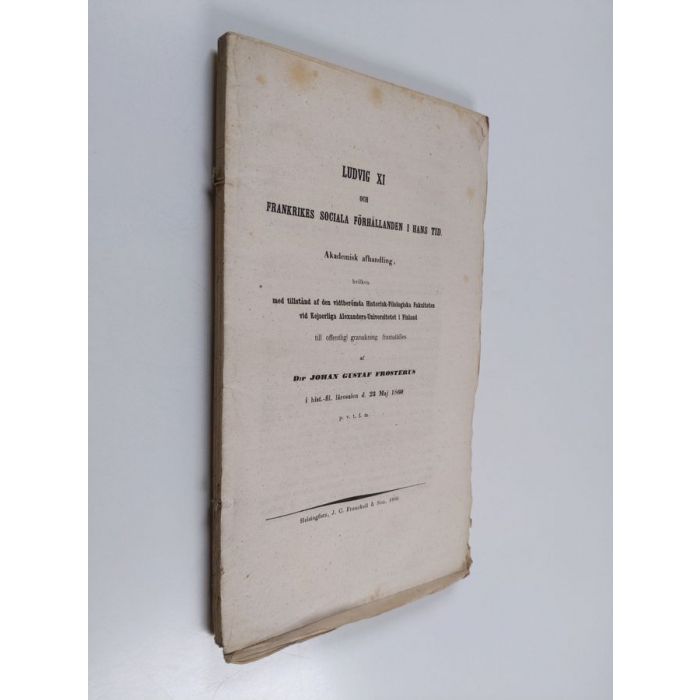 LUDVIG XI
OCH
FRANKRIKES SOCIALA FÖRHÅLLANDEN I HANS TID.
Akademisk afhandling,
hvilken
med tillstånd af den vidtberömda Historisk-Filologiska Fakulteten
vid Kejserliga Alexanders-Universitetet i Finland
till offentligt granskning framställes
af
D:r JOHAN GUSTAF FROSTERUS
i hist.-fil. lärosalen d. 23 Maj 1860
p. v. t. f. m.
Helsingfors, J. C. Frenckell & Son, 1860